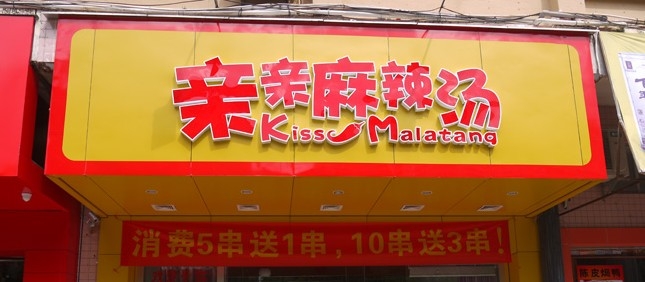 亲亲麻辣汤
Kiss Malatang
消费5串送1串，10串送3串！